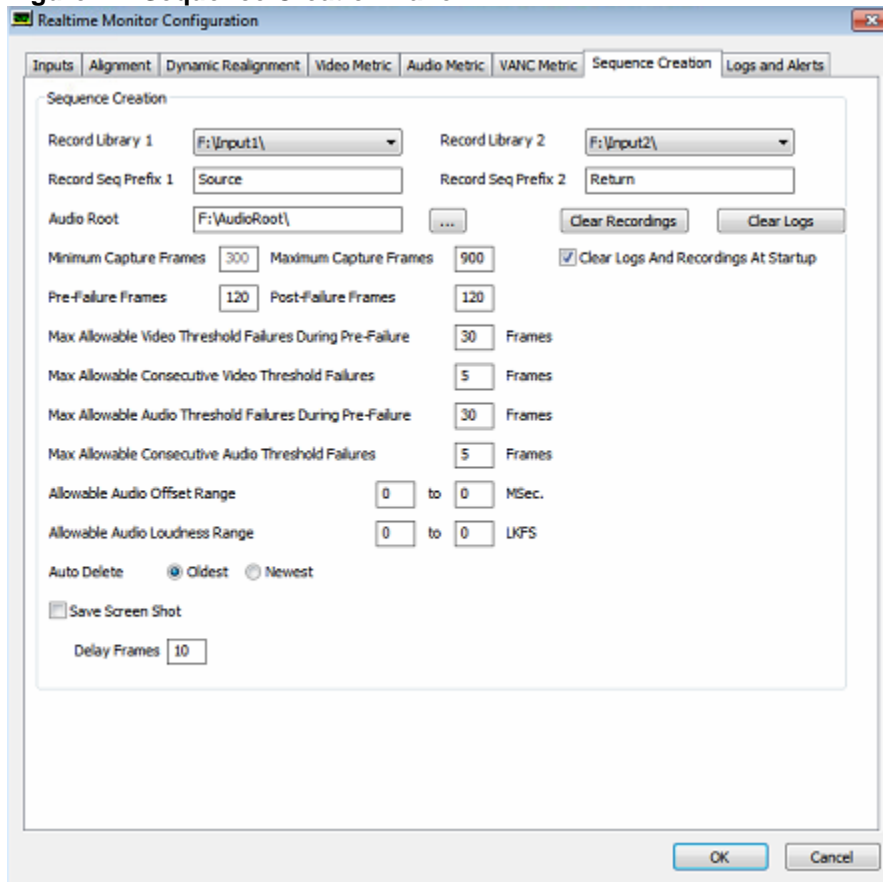 Realtime Monitor Configuration
Inputs Alignment Dynamic Realignment Video Metric Audio Metric VANC Metric Sequence Creation Logs and Alerts
Sequence Creation
Record Library 1 F:\Input1\ Record Library 2 F:\Input2\
Record Seq Prefix 1 Source Record Seq Prefix 2 Return
Audio Root F:\AudioRoot\ ... Clear Recordings Clear Logs
Minimum Capture Frames 300 Maximum Capture Frames 900 Clear Logs And Recordings At Startup
Pre-Failure Frames 120 Post-Failure Frames 120
Max Allowable Video Threshold Failures During Pre-Failure 30 Frames
Max Allowable Consecutive Video Threshold Failures 5 Frames
Max Allowable Audio Threshold Failures During Pre-Failure 30 Frames
Max Allowable Consecutive Audio Threshold Failures 5 Frames
Allowable Audio Offset Range 0 to 0 MSec.
Allowable Audio Loudness Range 0 to 0 LKFS
Auto Delete Oldest Newest
Save Screen Shot
Delay Frames 10
OK Cancel